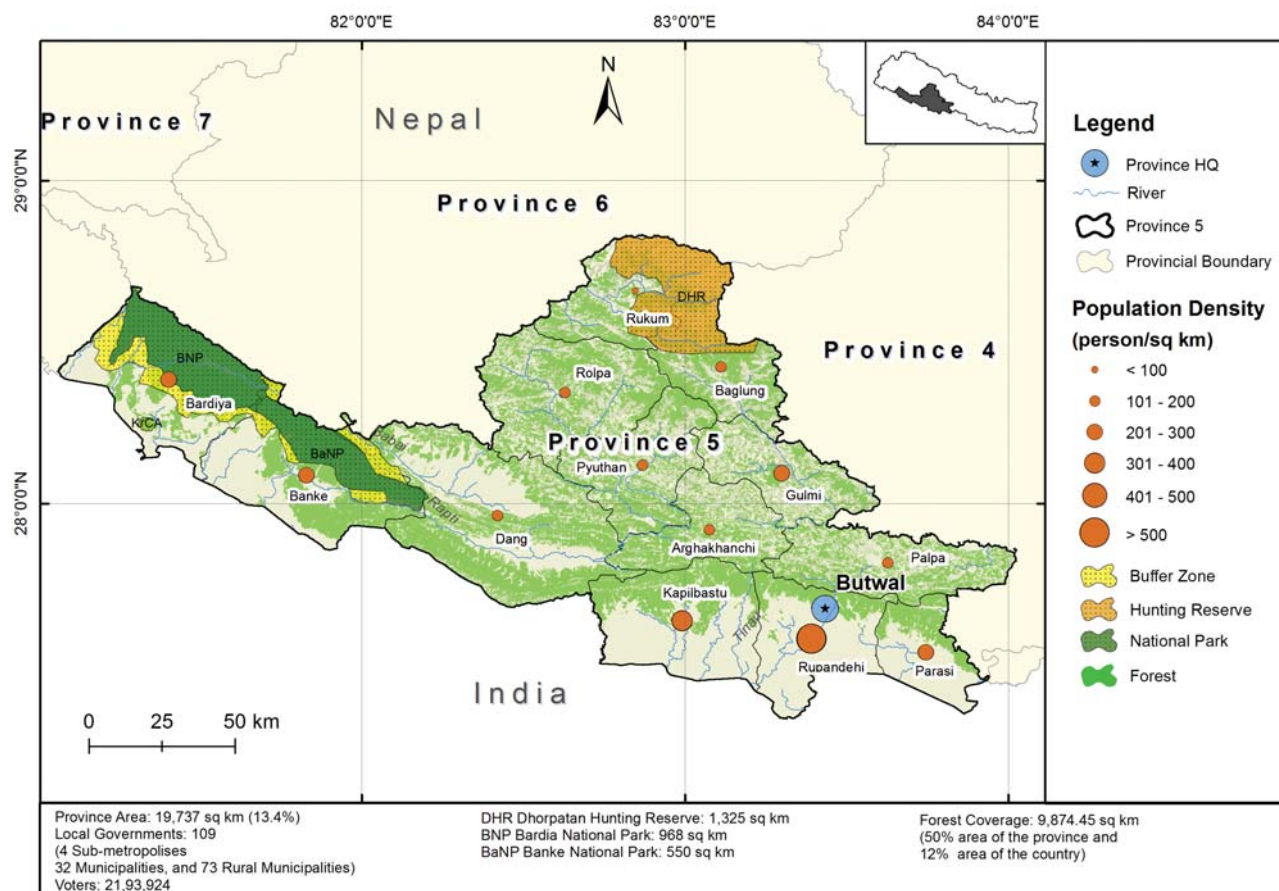 82°0'0"E
83°0'0"E
84°0'0"E
29°0'0"N
28°0'0"N
N
Nepal
Province 7
Province 6
Province 4
Province 5
India
DHR
Rukum
Rolpa
Baglung
BNP
Bardiya
KrCA
BaNP
Banke
Babai
Rapti
Dang
Pyuthan
Gulmi
Arghakhanchi
Palpa
Butwal
Kapilbastu
Rupandehi
Parasi
0 25 50 km
Legend
Province HQ
River
Province 5
Provincial Boundary
Population Density
(person/sq km)
< 100
101 - 200
201 - 300
301 - 400
401 - 500
> 500
Buffer Zone
Hunting Reserve
National Park
Forest
Province Area: 19,737 sq km (13.4%)
Local Governments: 109
(4 Sub-metropolises
32 Municipalities, and 73 Rural Municipalities)
Voters: 21,93,924
DHR Dhorpatan Hunting Reserve: 1,325 sq km
BNP Bardia National Park: 968 sq km
BaNP Banke National Park: 550 sq km
Forest Coverage: 9,874.45 sq km
(50% area of the province and
12% area of the country)